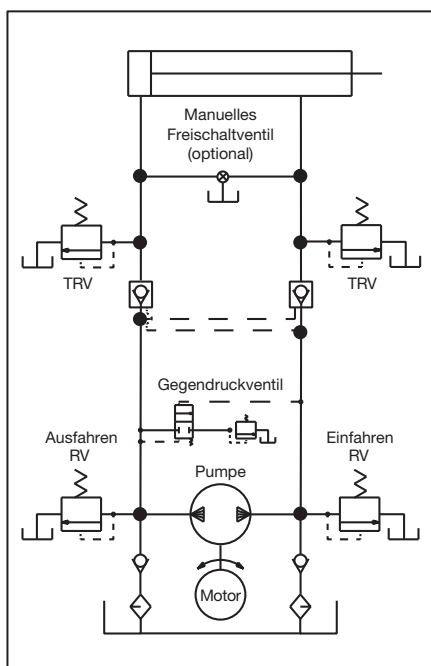 Manuelles
Freischaltventil
(optional)
TRV
TRV
Gegendruckventil
Ausfahren
RV
Einfahren
RV
Pumpe
Motor